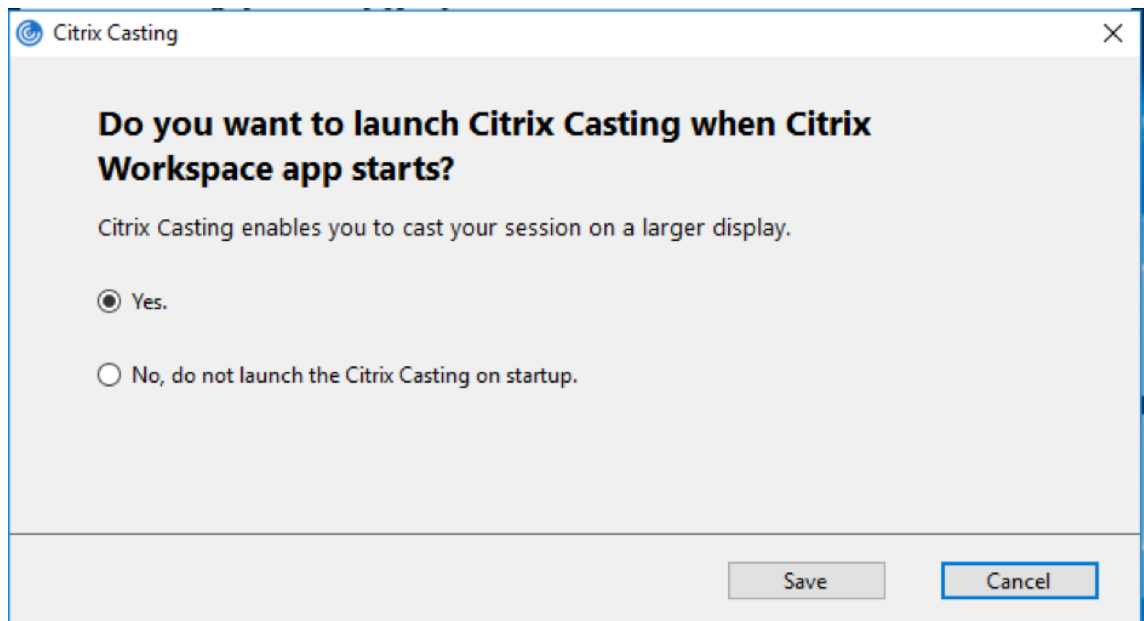 Citrix Casting
Do you want to launch Citrix Casting when Citrix
Workspace app starts?
Citrix Casting enables you to cast your session on a larger display.
Yes.
No, do not launch the Citrix Casting on startup.
Save
Cancel